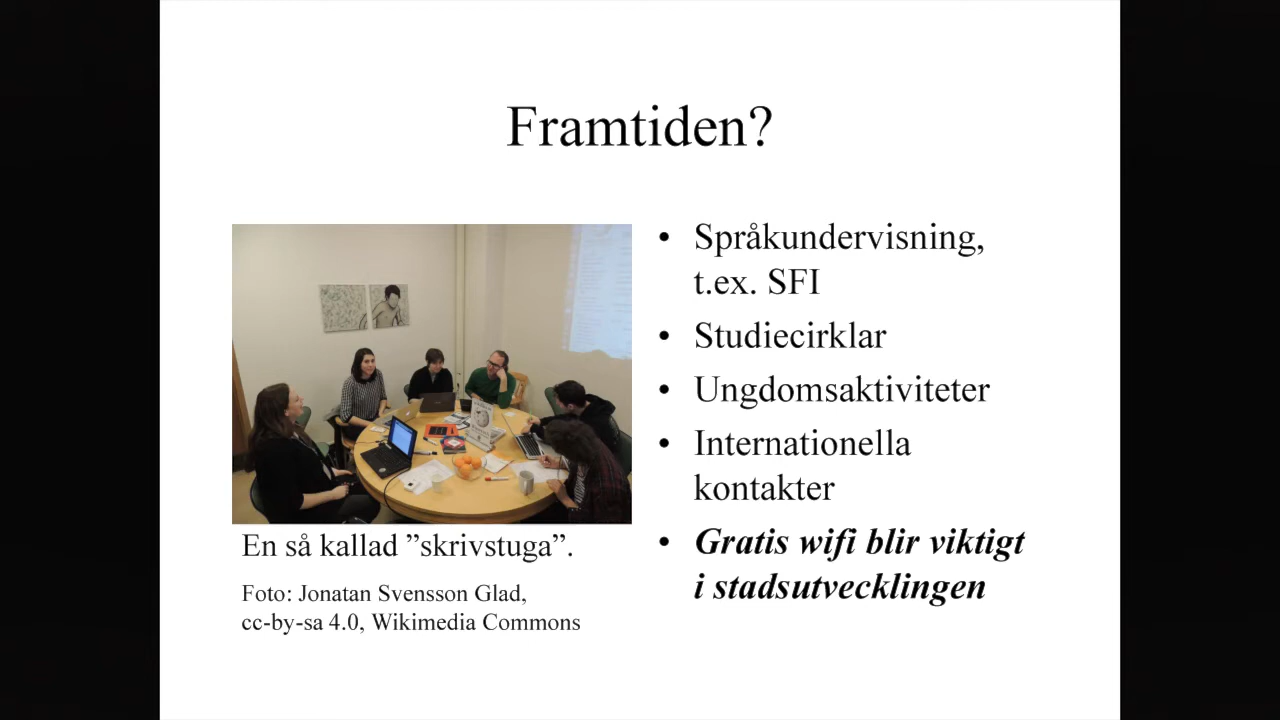 Framtiden?
• Språkundervisning,
t.ex. SFI
• Studiecirklar
• Ungdomsaktiviteter
• Internationella
kontakter
• Gratis wifi blir viktigt
i stadsutvecklingen
En så kallad ”skrivstuga”.
Foto: Jonatan Svensson Glad,
cc-by-sa 4.0, Wikimedia Commons